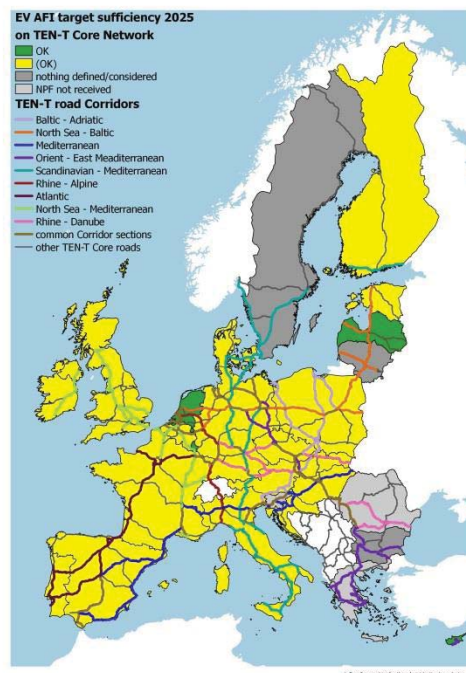 EV AFI target sufficiency 2025
on TEN-T Core Network
OK
(OK)
nothing defined/considered
NPF not received
TEN-T road Corridors
Baltic - Adriatic
North Sea - Baltic
Mediterranean
Orient - East Meaditerranean
Scandinavian - Mediterranean
Rhine - Alpine
Atlantic
North Sea - Mediterranean
Rhine - Danube
common Corridor sections
other TEN-T Core roads